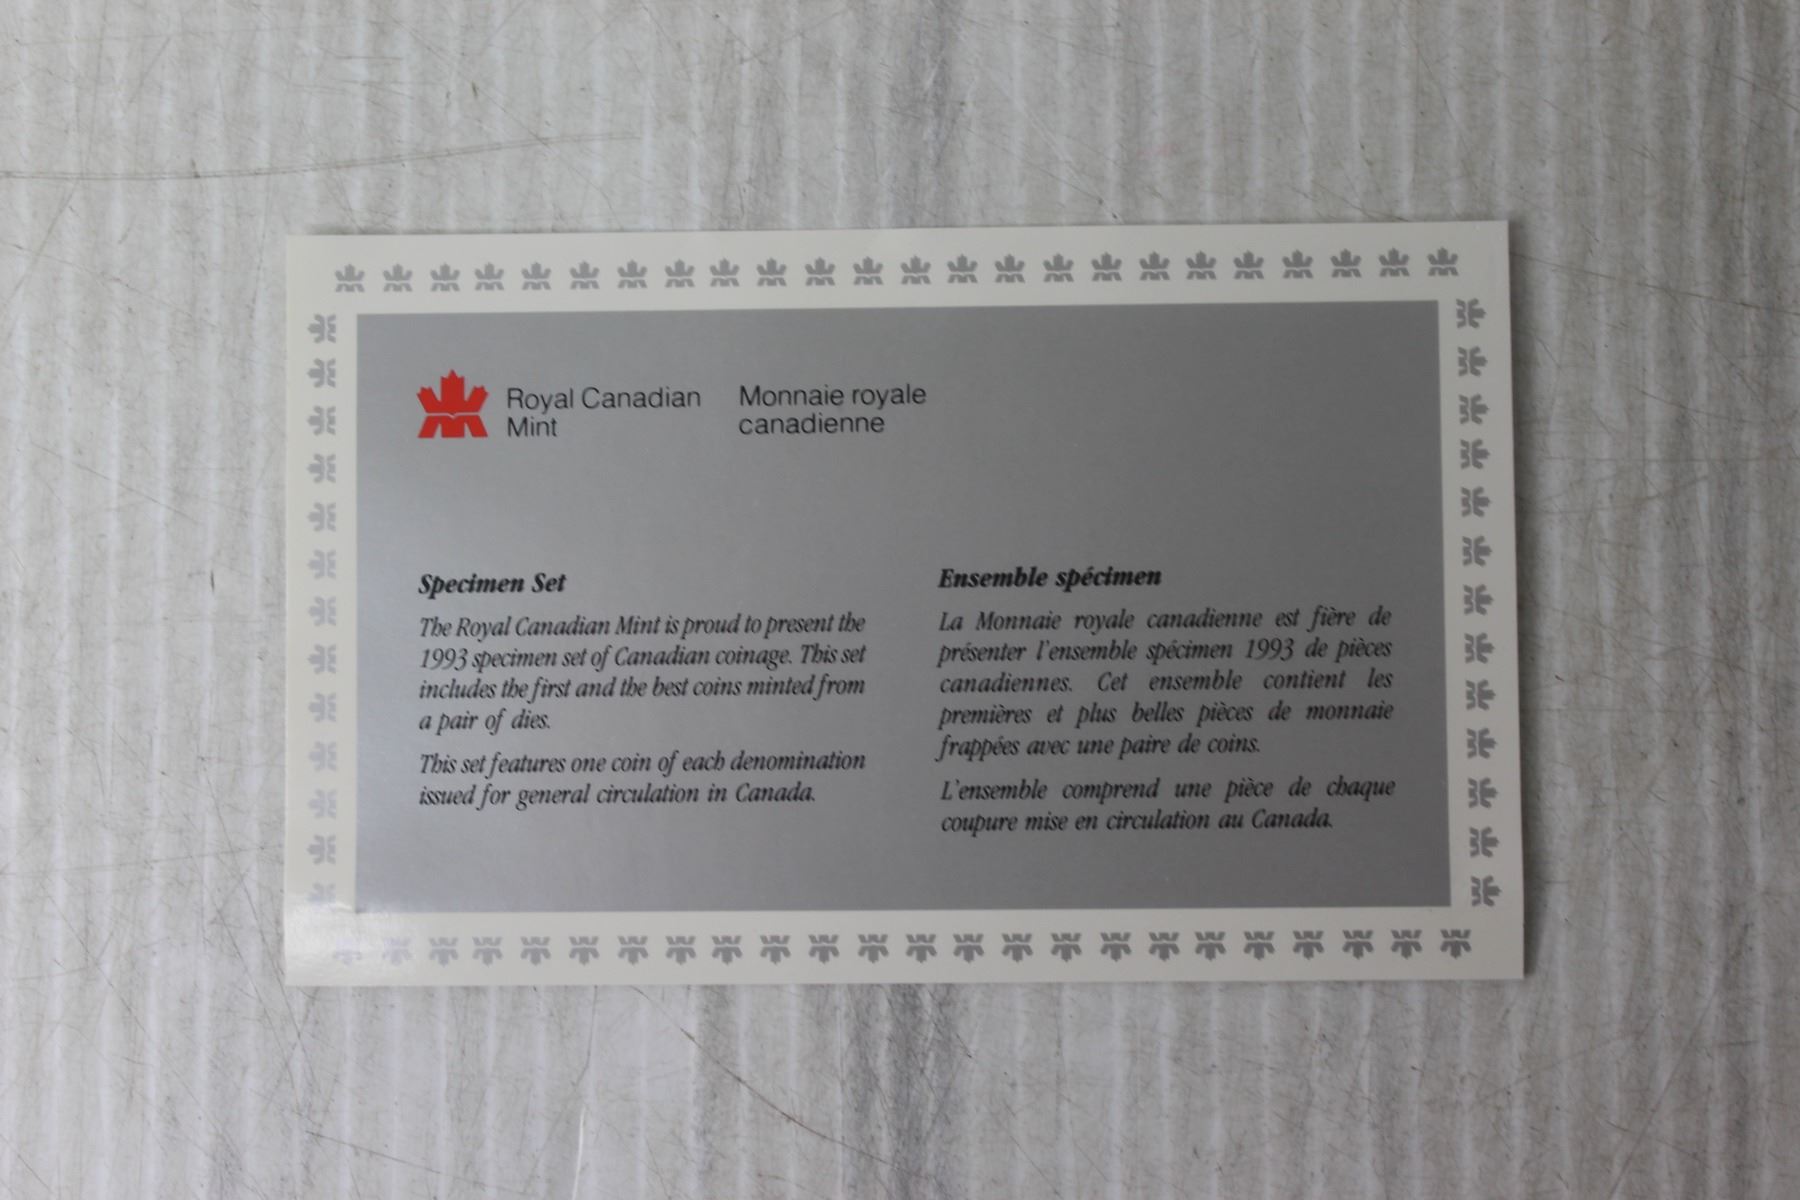 Royal Canadian
Mint
Monnaie royale
canadienne
Specimen Set
The Royal Canadian Mint is proud to present the
1993 specimen set of Canadian coinage. This set
includes the first and the best coins minted from
a pair of dies.
This set features one coin of each denomination
issued for general circulation in Canada.
Ensemble spécimen
La Monnaie royale canadienne est fière de
présenter l'ensemble spécimen 1993 de pièces
canadiennes. Cet ensemble contient les
premières et plus belles pièces de monnaie
frappées avec une paire de coins.
L'ensemble comprend une pièce de chaque
coupure mise en circulation au Canada.